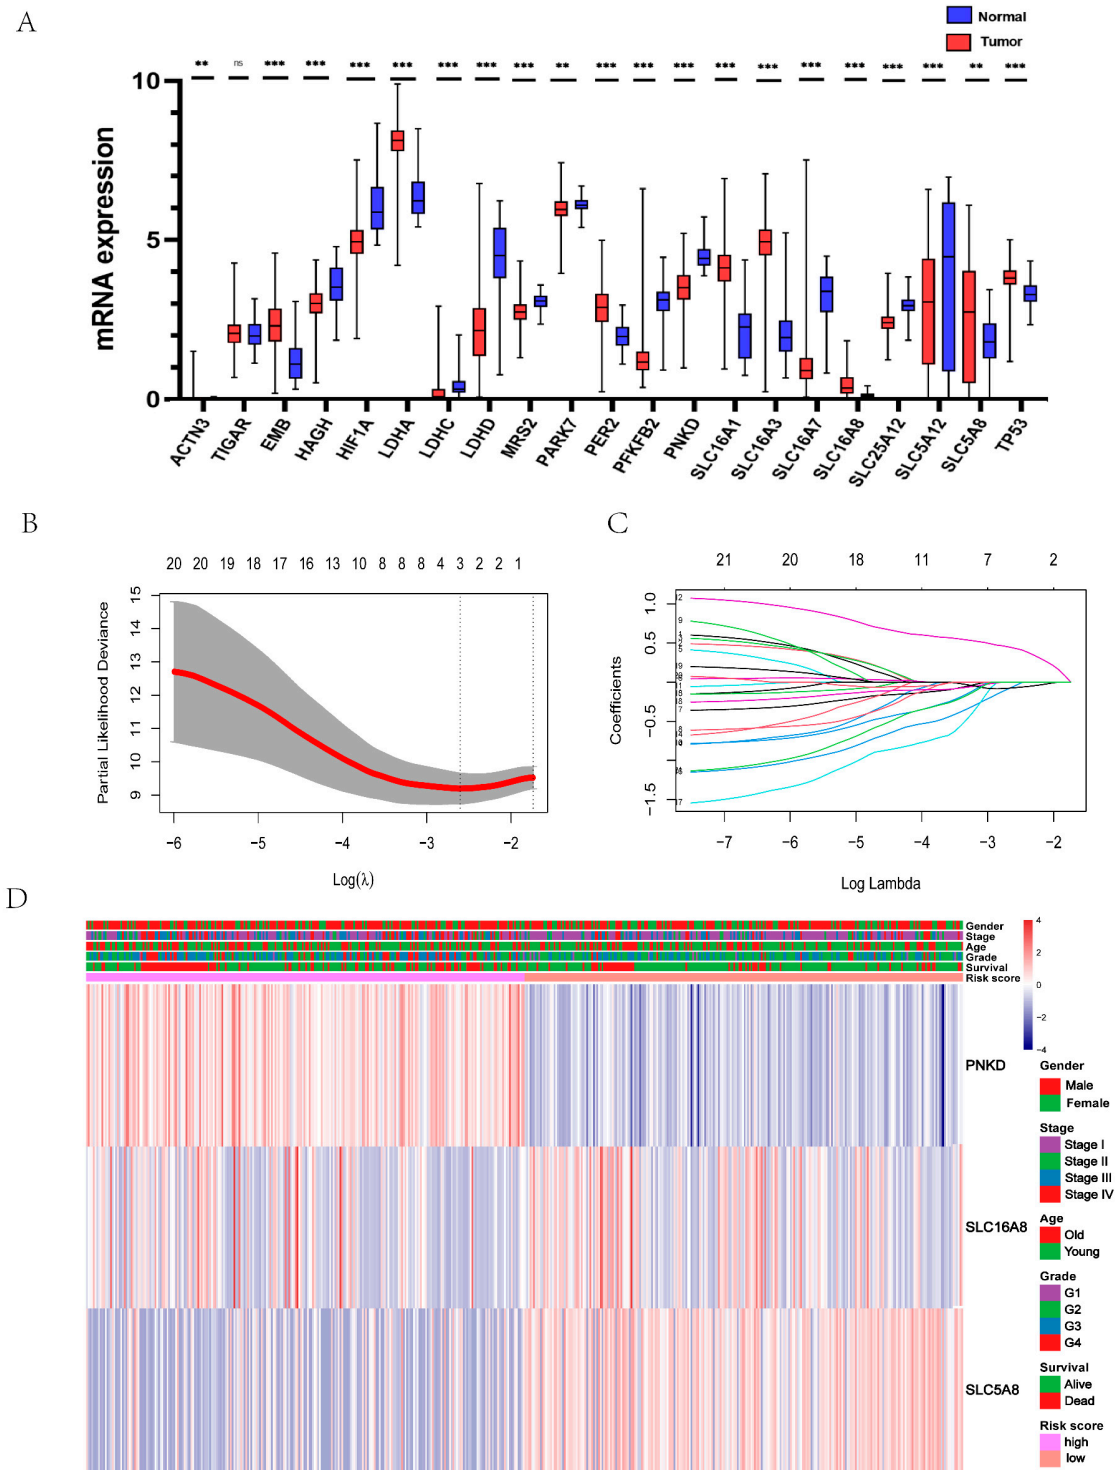 A
Normal
Tumor
** ns *** *** *** *** *** *** *** ** *** *** *** *** *** *** *** *** *** ** ***
mRNA expression
10
5
0
ACTN3 TIGAR EMB HAGH HIF1A LDHA LDHC LDHD MRS2 PARK7 PER2 PFKFB2 PNKD SLC16A1 SLC16A3 SLC16A7 SLC16A8 SLC25A12 SLC5A12 SLC5A8 TP53
B
20 20 19 18 17 16 13 10 8 8 8 4 3 2 2 1
Partial Likelihood Deviance
15
14
13
12
11
10
9
−6 −5 −4 −3 −2
Log(λ)
C
21 20 18 11 7 2
Coefficients
1.0
0.5
−0.5
−1.5
12
9
5
19
7
17
−7 −6 −5 −4 −3 −2
Log Lambda
D
Gender
Stage
Age
Grade
Survival
Risk score
4
2
0
−2
−4
PNKD
SLC16A8
SLC5A8
Gender
Male
Female
Stage
Stage I
Stage II
Stage III
Stage IV
Age
Old
Young
Grade
G1
G2
G3
G4
Survival
Alive
Dead
Risk score
high
low